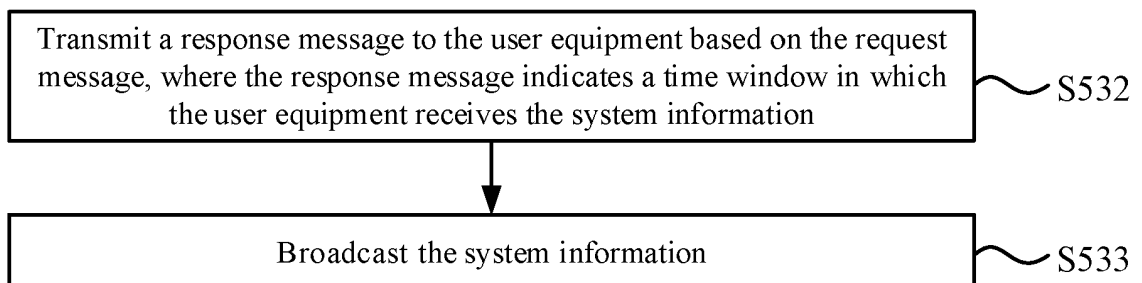 Transmit a response message to the user equipment based on the request
message, where the response message indicates a time window in which
the user equipment receives the system information
S532
Broadcast the system information
S533